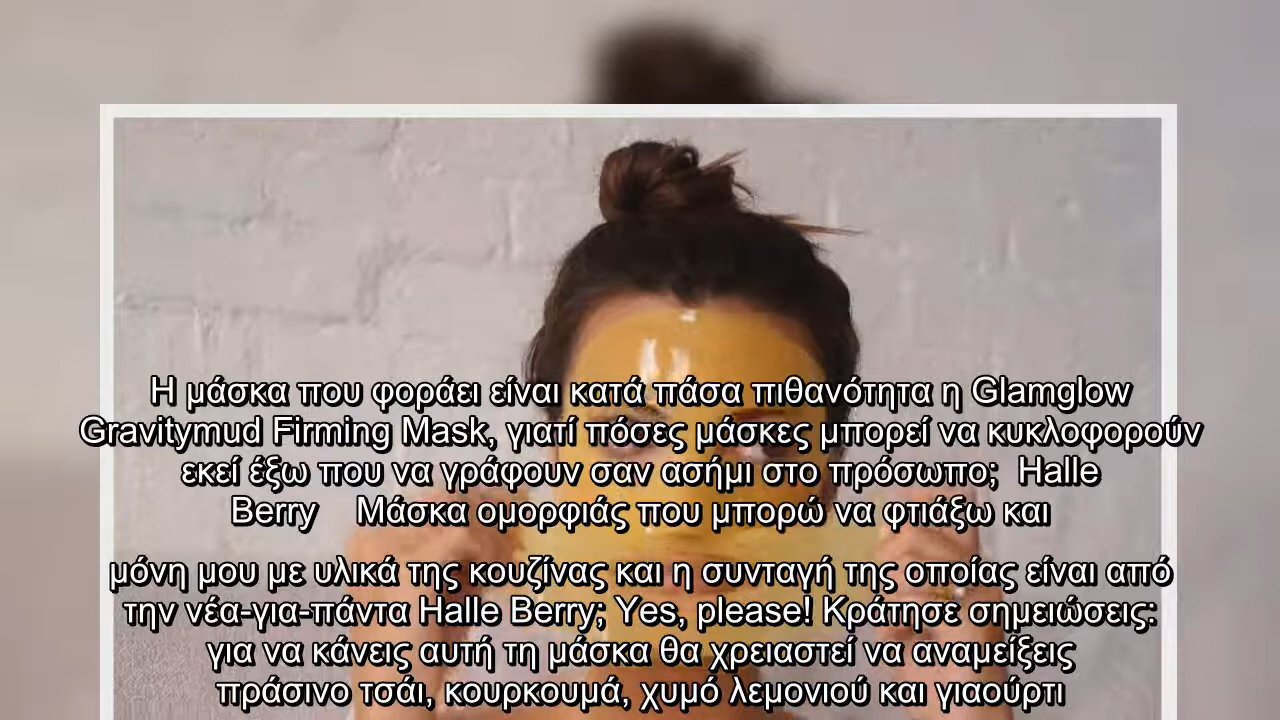 Η μάσκα που φοράει είναι κατά πάσα πιθανότητα η Glamglow
Gravitymud Firming Mask, γιατί πόσες μάσκες μπορεί να κυκλοφορούν
εκεί έξω που να γράφουν σαν ασήμι στο πρόσωπο; Halle
Berry Μάσκα ομορφιάς που μπορώ να φτιάξω και
μόνη μου με υλικά της κουζίνας και η συνταγή της οποίας είναι από
την νέα-για-πάντα Halle Berry; Yes, please! Κράτησε σημειώσεις:
για να κάνεις αυτή τη μάσκα θα χρειαστεί να αναμείξεις
πράσινο τσάι, κουρκουμά, χυμό λεμονιού και γιαούρτι